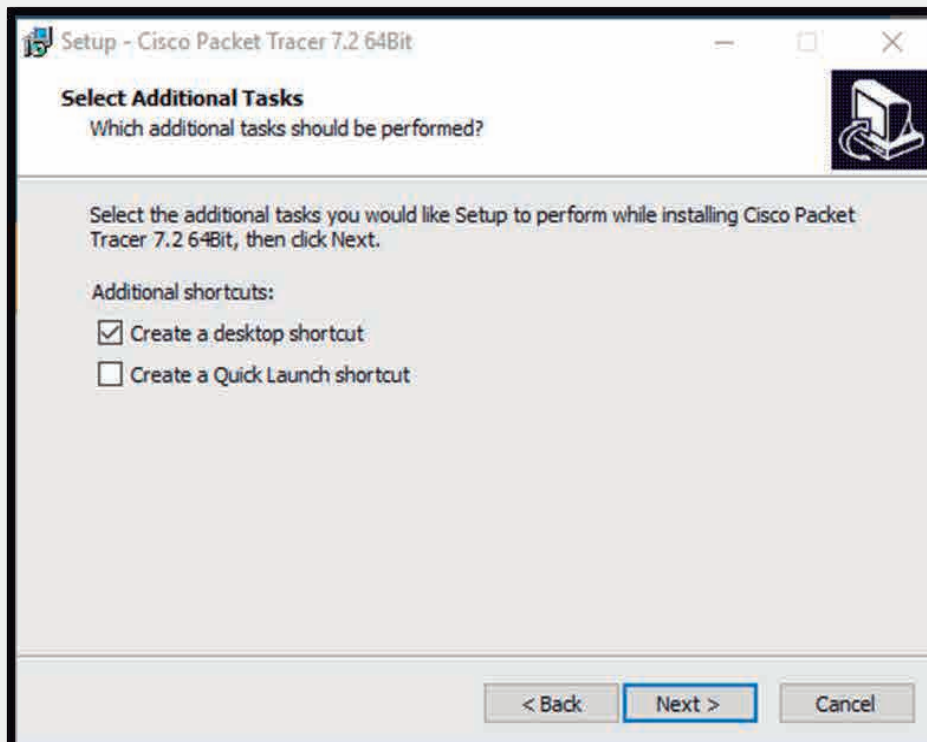 Setup - Cisco Packet Tracer 7.2 64Bit
Select Additional Tasks
Which additional tasks should be performed?
Select the additional tasks you would like Setup to perform while installing Cisco Packet
Tracer 7.2 64Bit, then click Next.
Additional shortcuts:
Create a desktop shortcut
Create a Quick Launch shortcut
< Back Next > Cancel